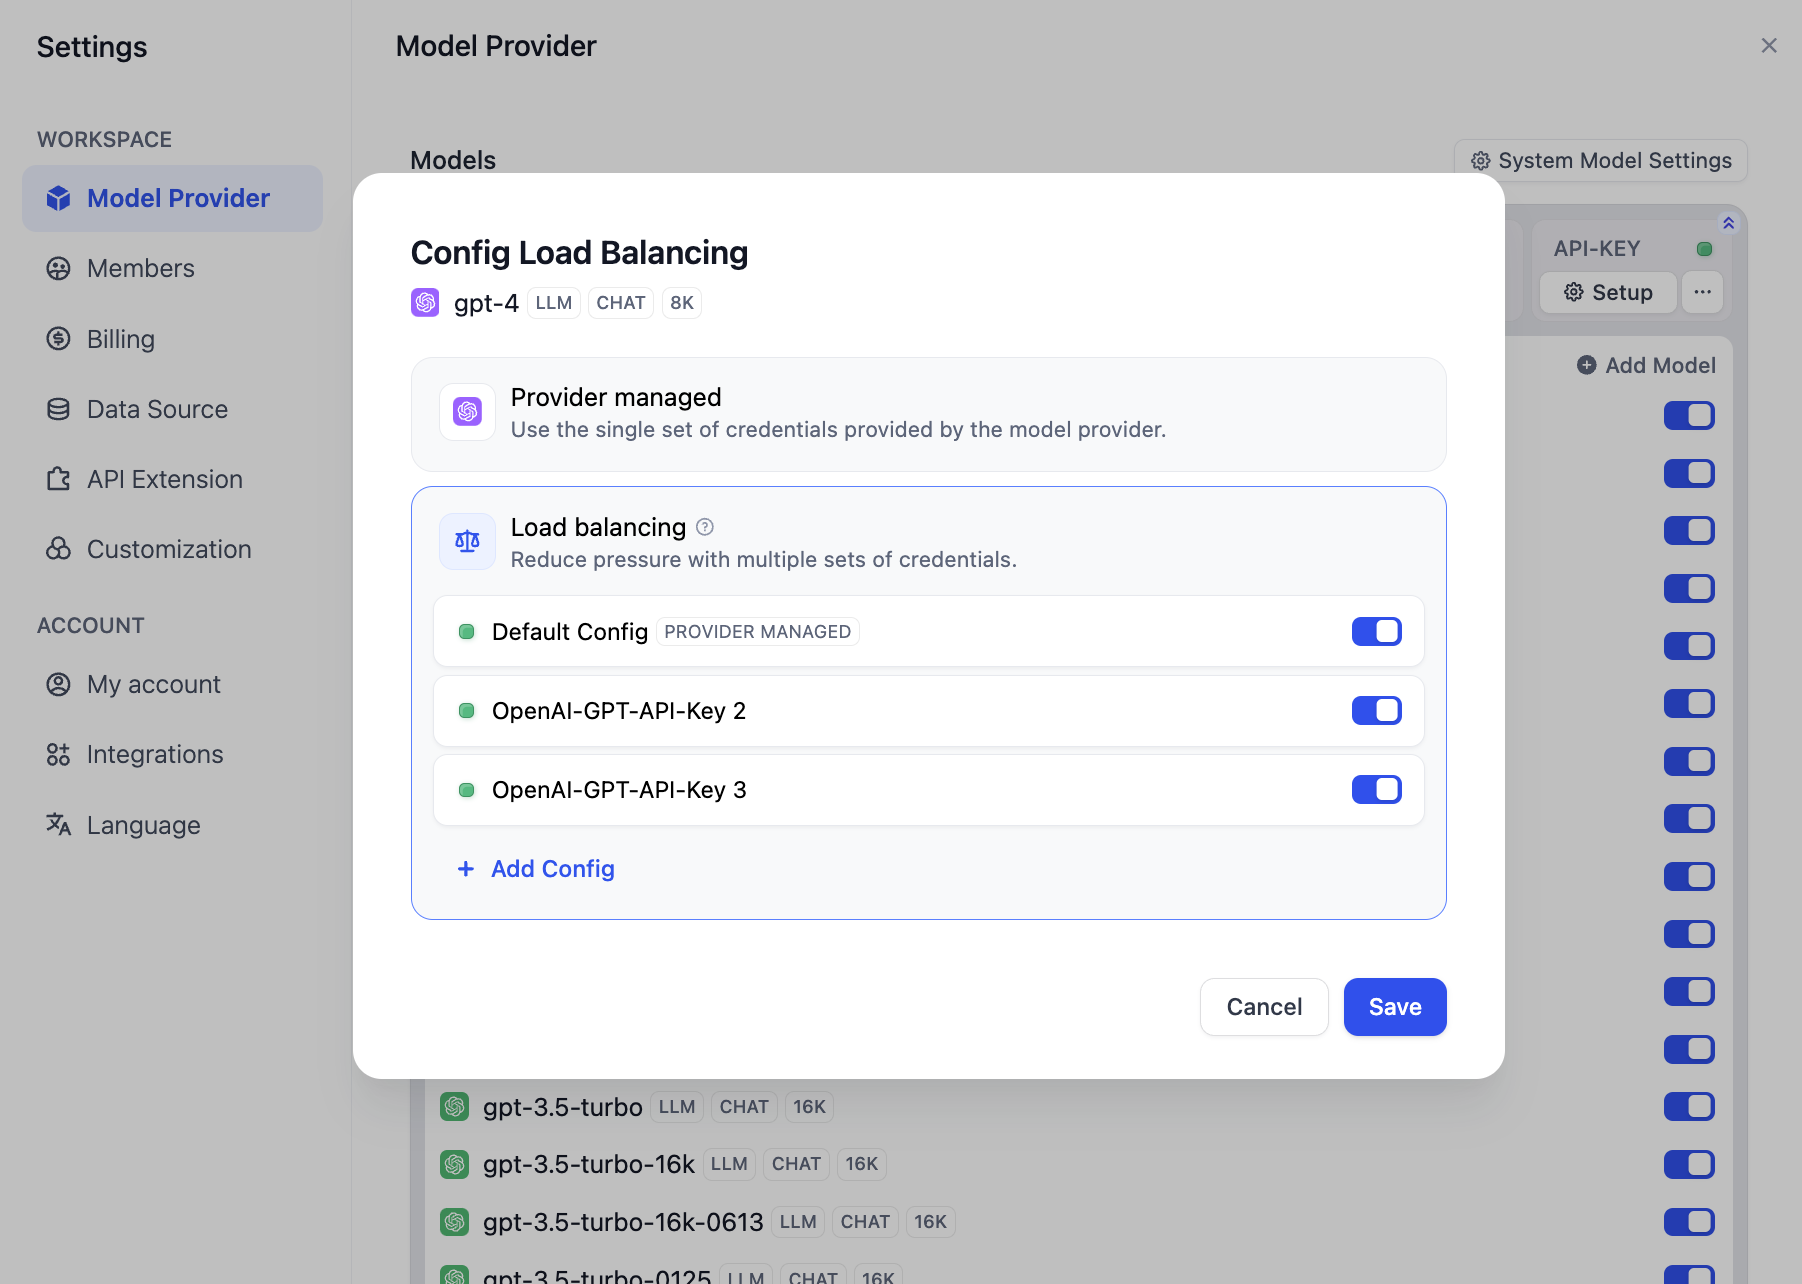 Settings
WORKSPACE
Model Provider
Members
Billing
Data Source
API Extension
Customization
ACCOUNT
My account
Integrations
Language
Model Provider
Models
System Model Settings
API-KEY
Setup
Add Model
Config Load Balancing
gpt-4 LLM CHAT 8K
Provider managed
Use the single set of credentials provided by the model provider.
Load balancing
Reduce pressure with multiple sets of credentials.
Default Config PROVIDER MANAGED
OpenAI-GPT-API-Key 2
OpenAI-GPT-API-Key 3
+ Add Config
Cancel Save
gpt-3.5-turbo LLM CHAT 16K
gpt-3.5-turbo-16k LLM CHAT 16K
gpt-3.5-turbo-16k-0613 LLM CHAT 16K
gpt-3.5-turbo-0125 LLM CHAT 16K